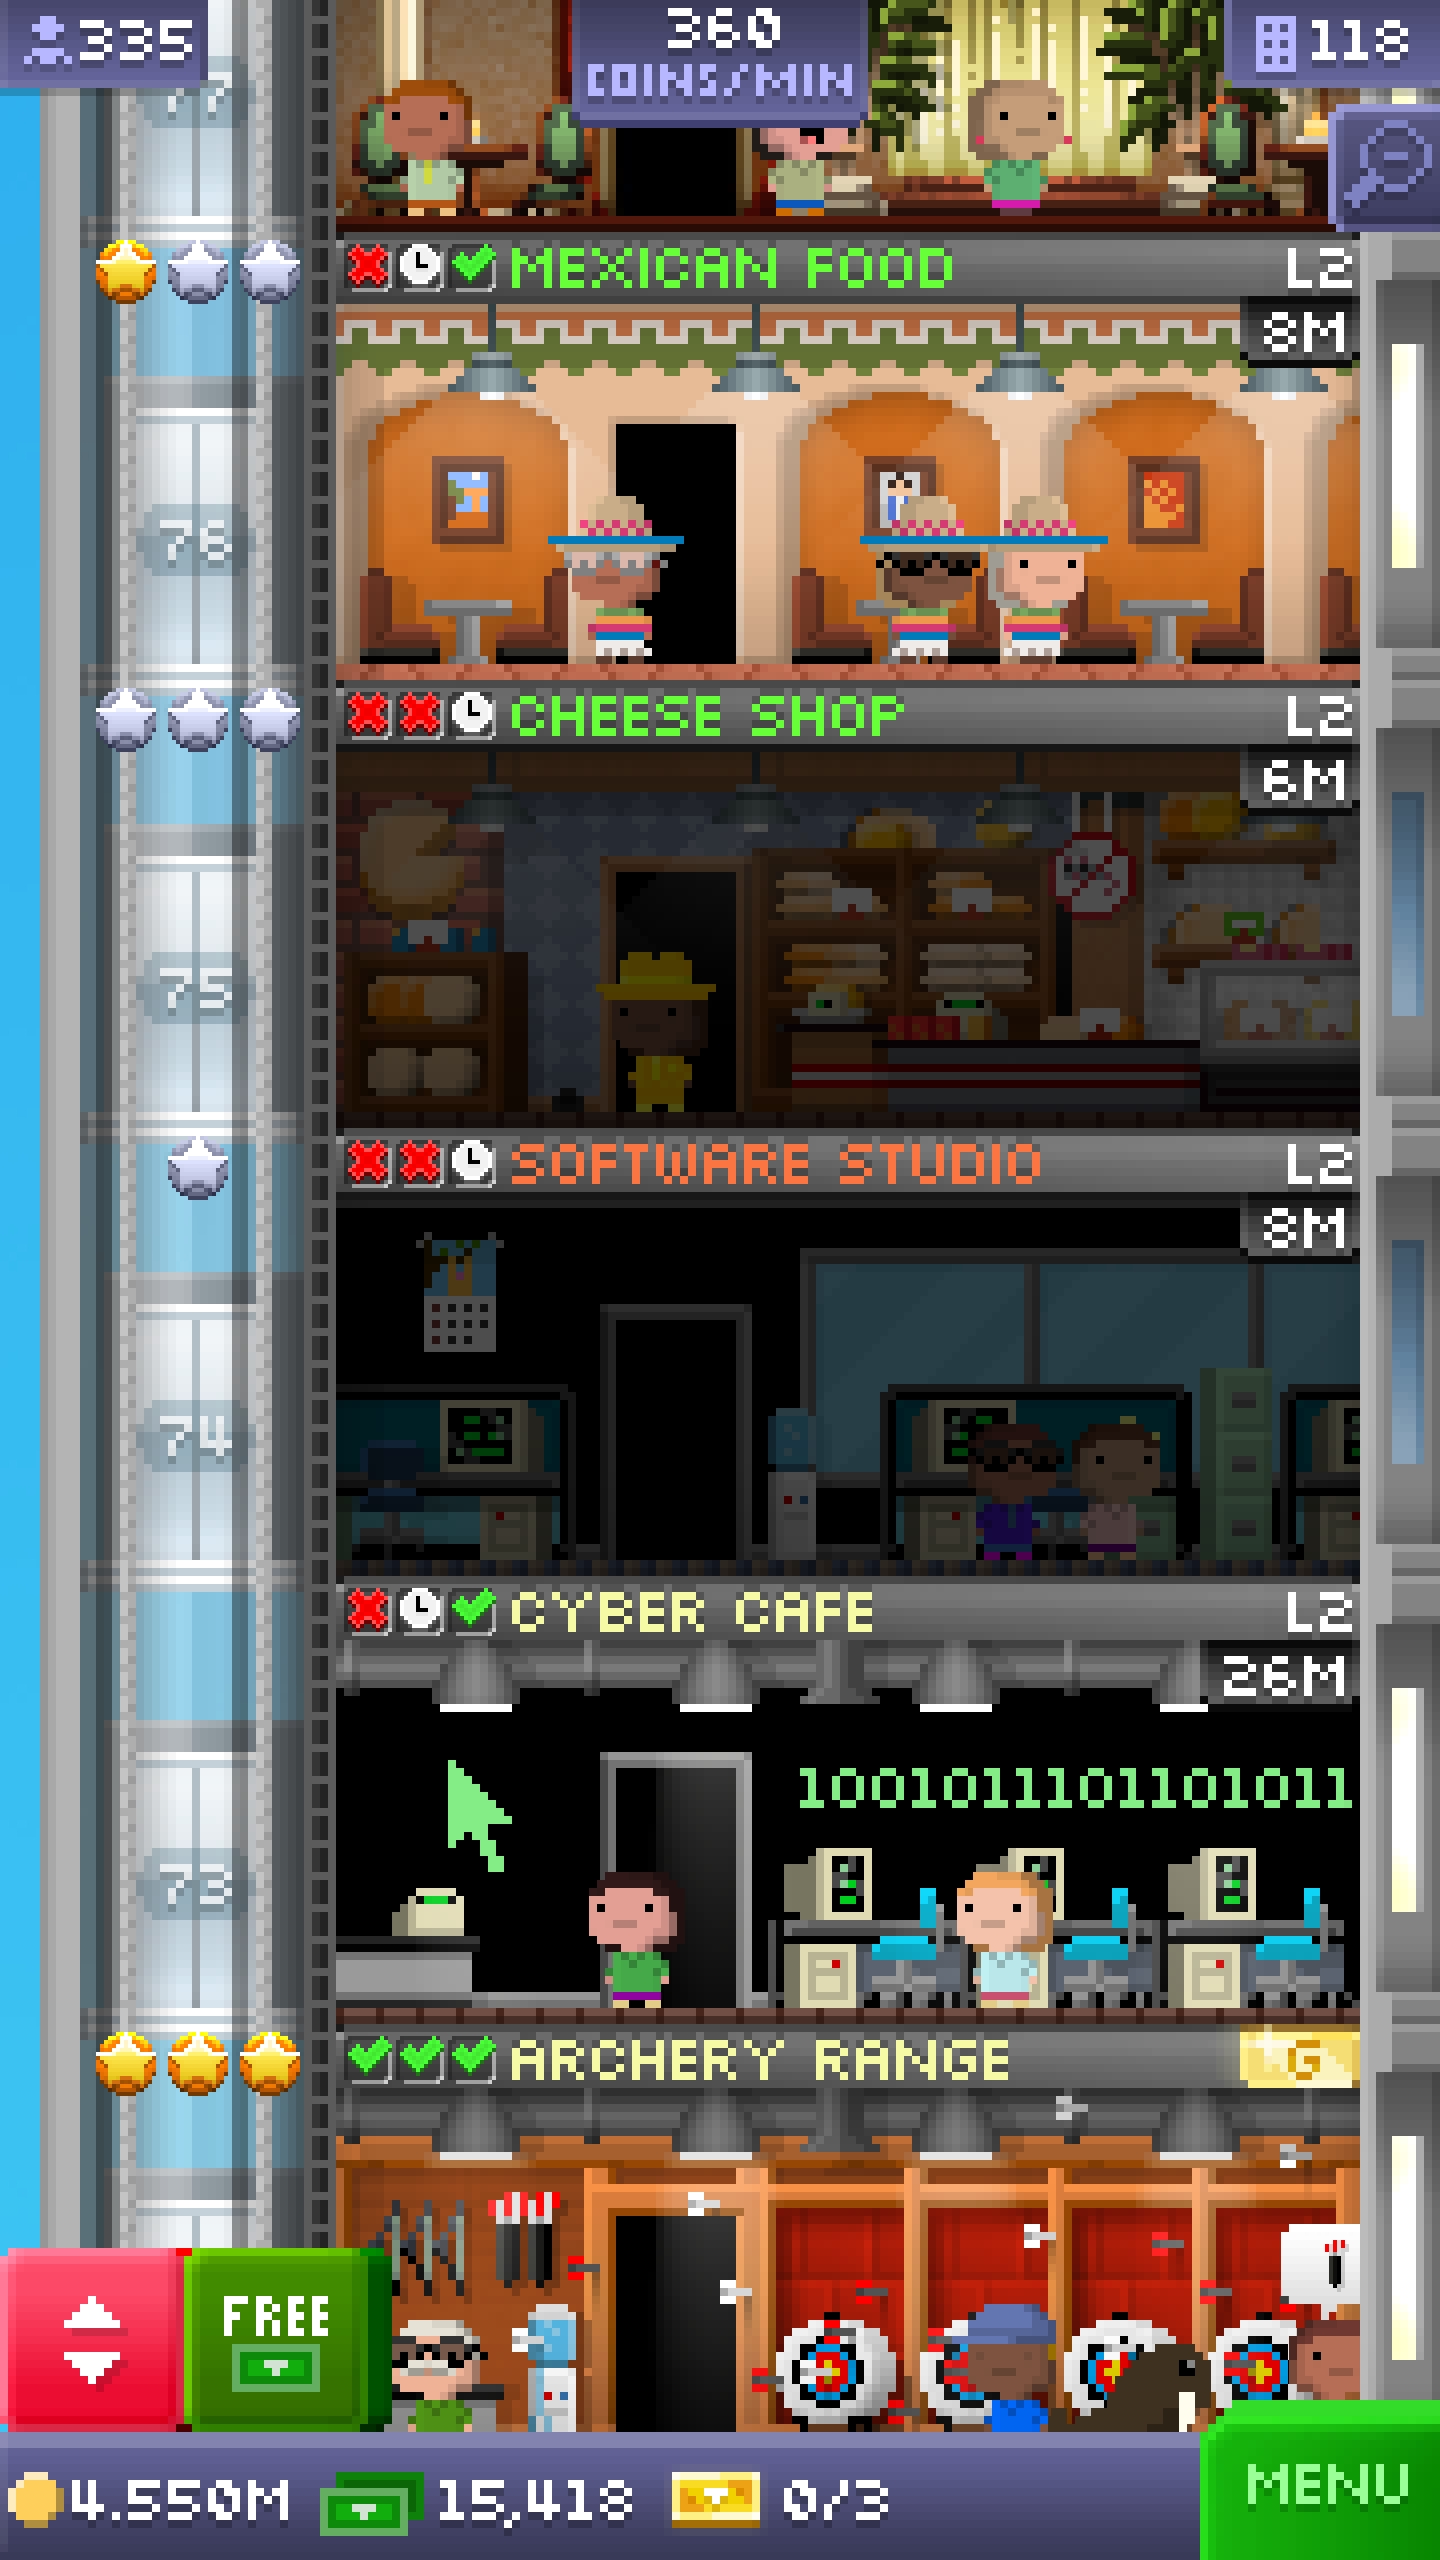 335
360
COINS/MIN
118
77
MEXICAN FOOD L2
8M
76
CHEESE SHOP L2
6M
75
SOFTWARE STUDIO L2
8M
74
CYBER CAFE L2
26M
1001011101101011
73
ARCHERY RANGE G
FREE
4.550M 15,418 0/3
MENU